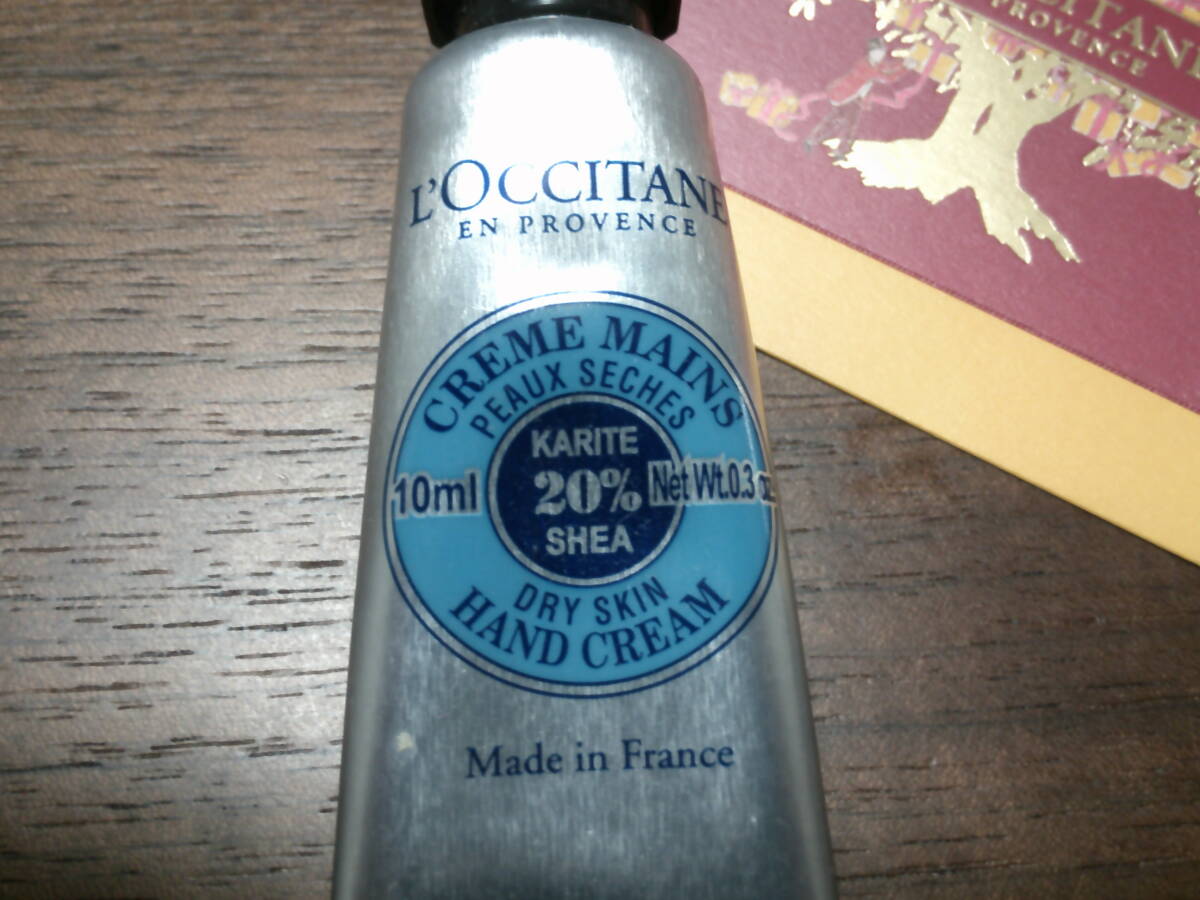 L'OCCITANE
EN PROVENCE
CREME MAINS
PEAUX SECHES
KARITE
10ml 20% Net Wt.0.3 oz
SHEA
DRY SKIN
HAND CREAM
Made in France
PROVENCE